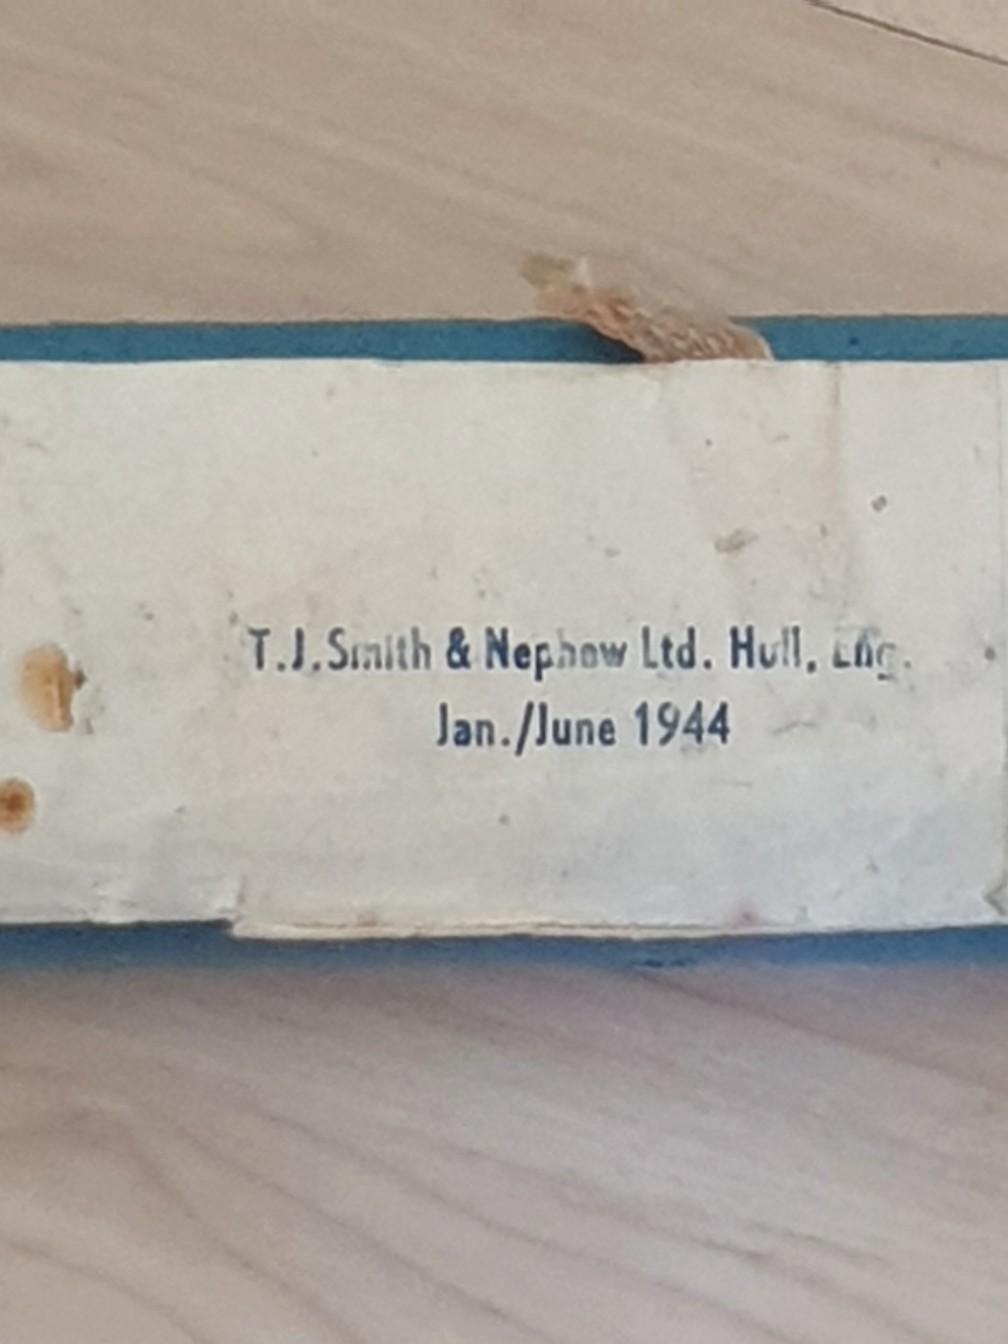 T.J.Smith & Nephew Ltd. Hull, Eng.
Jan./June 1944